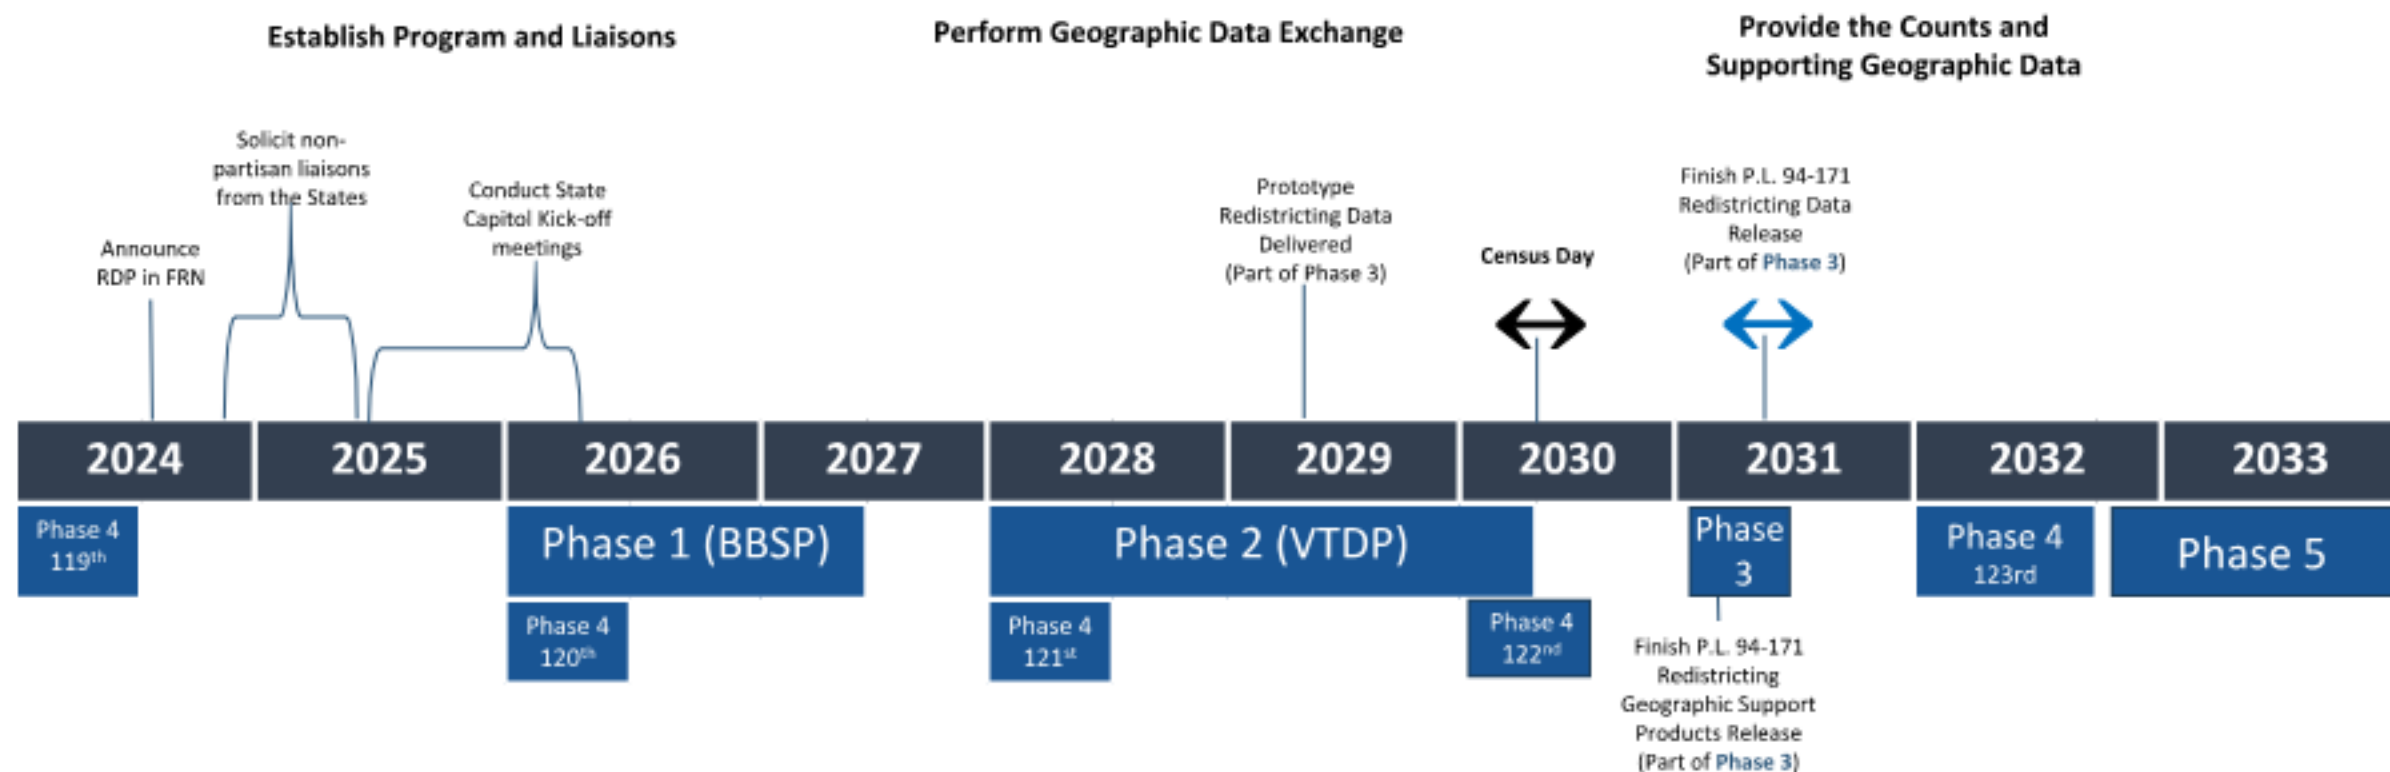 Establish Program and Liaisons
Perform Geographic Data Exchange
Provide the Counts and
Supporting Geographic Data
Solicit non-
partisan liaisons
from the States
Announce
RDP in FRN
Conduct State
Capitol Kick-off
meetings
Prototype
Redistricting Data
Delivered
(Part of Phase 3)
Census Day
Finish P.L. 94-171
Redistricting Data
Release
(Part of Phase 3)
2024
2025
2026
2027
2028
2029
2030
2031
2032
2033
Phase 4
119th
Phase 1 (BBSP)
Phase 2 (VTDP)
Phase
3
Phase 4
123rd
Phase 5
Phase 4
120th
Phase 4
121st
Phase 4
122nd
Finish P.L. 94-171
Redistricting
Geographic Support
Products Release
(Part of Phase 3)